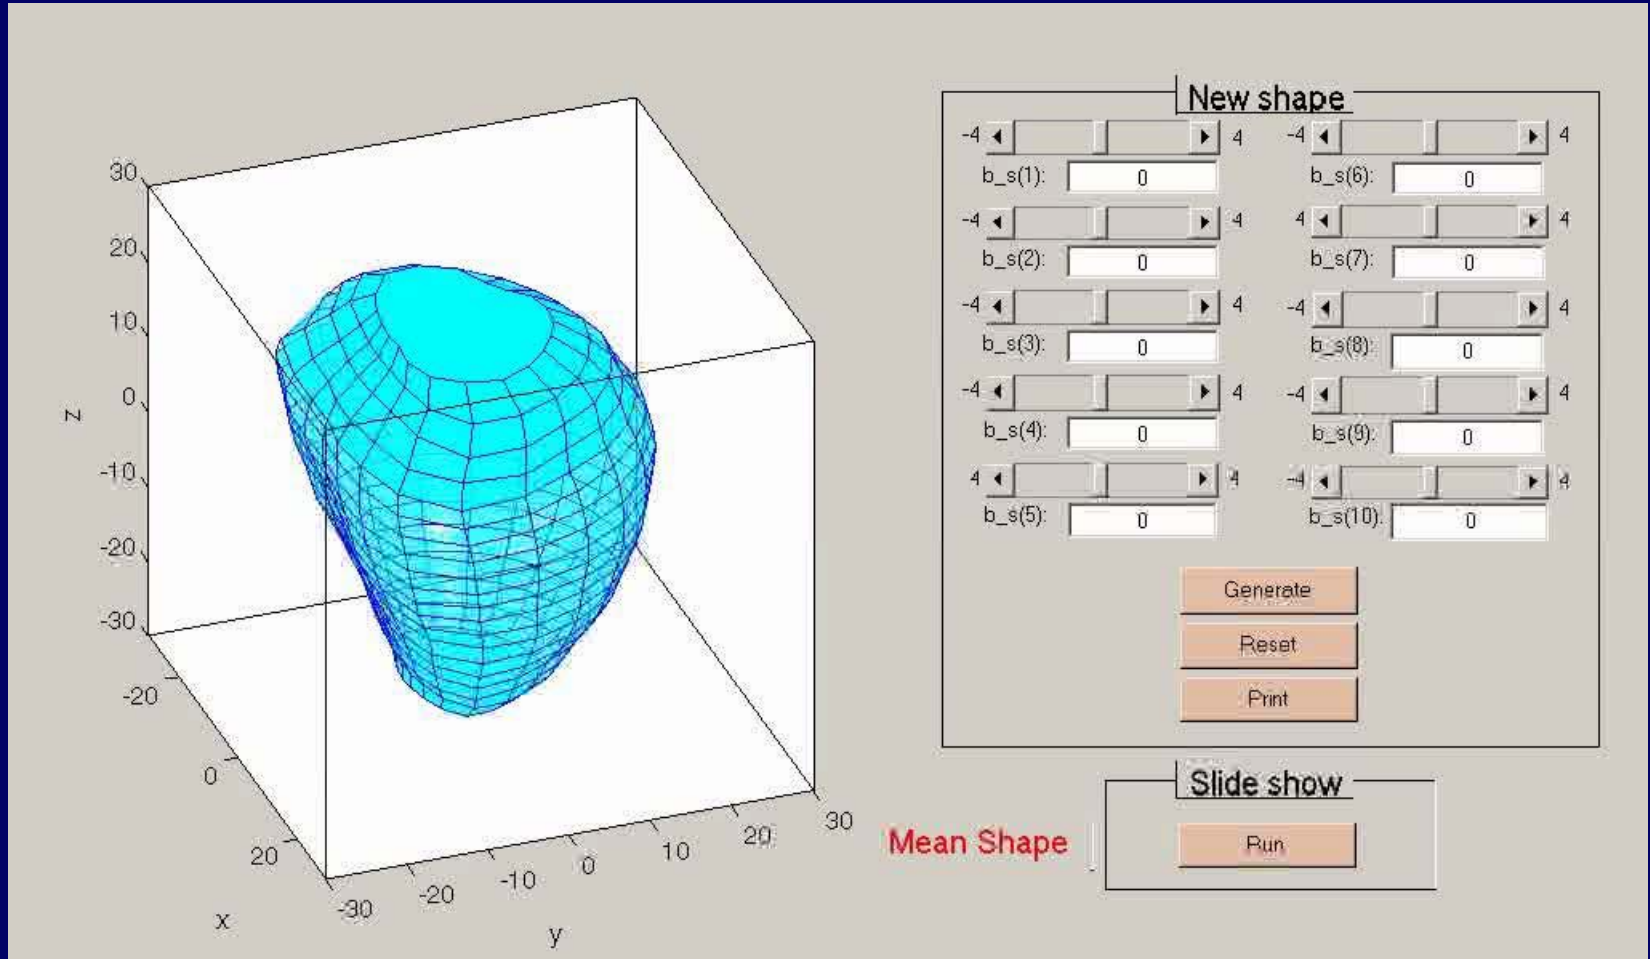 30
20
10
0
-10
-20
-30
z
-20
0
20
x
-30
-20
-10
0
10
20
30
y
New shape
-4 4 -4 4
b_s(1): 0 b_s(6): 0
-4 4 4 4
b_s(2): 0 b_s(7): 0
-4 4 -4 4
b_s(3): 0 b_s(8): 0
-4 4 -4 4
b_s(4): 0 b_s(9): 0
4 4 -4 4
b_s(5): 0 b_s(10): 0
Generate
Reset
Print
Slide show
Mean Shape
Run